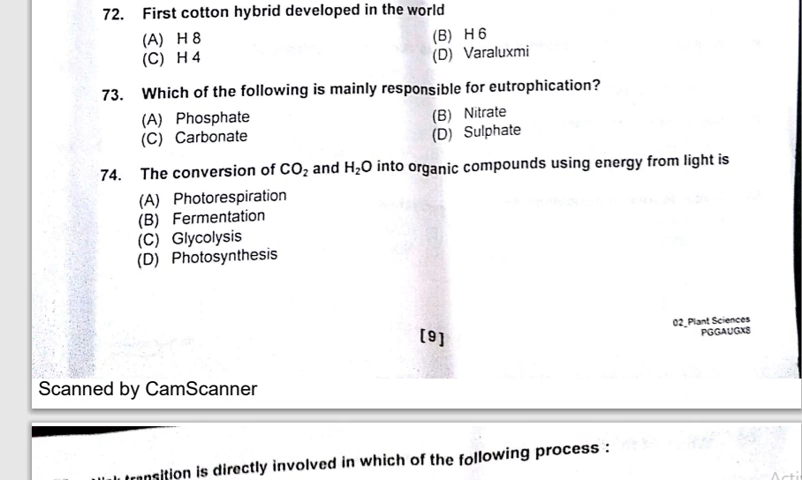 72. First cotton hybrid developed in the world
(A) H 8 (B) H 6
(C) H 4 (D) Varaluxmi
73. Which of the following is mainly responsible for eutrophication?
(A) Phosphate (B) Nitrate
(C) Carbonate (D) Sulphate
74. The conversion of CO₂ and H₂O into organic compounds using energy from light is
(A) Photorespiration
(B) Fermentation
(C) Glycolysis
(D) Photosynthesis
02_Plant Sciences
[9] PGGAUGX8
Scanned by CamScanner
transition is directly involved in which of the following process :